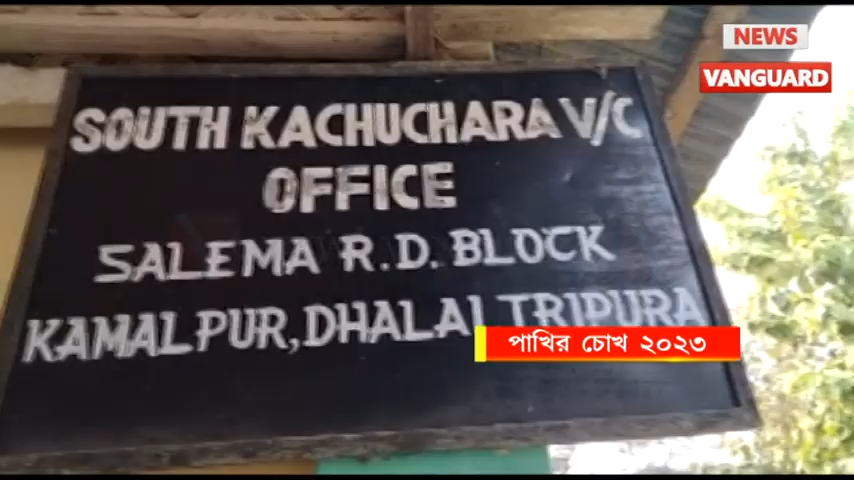 NEWS
VANGUARD
SOUTH KACHUCHARA V/C
OFFICE
SALEMA R.D. BLOCK
KAMALPUR, DHALAI TRIPURA
পাখির চোখ ২০২৩